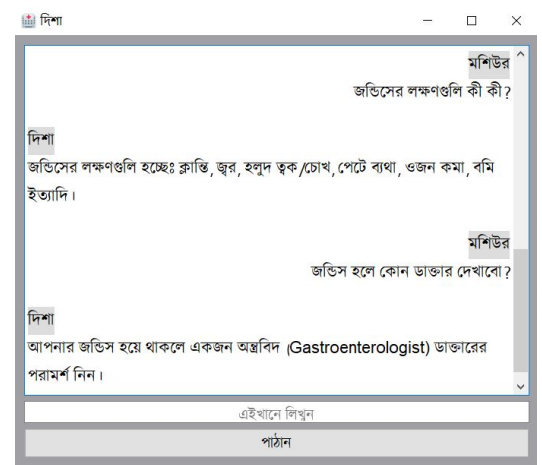 দিশা
মশিউর
জন্ডিসের লক্ষণগুলি কী কী?
দিশা
জন্ডিসের লক্ষণগুলি হচ্ছেঃ ক্লান্তি, জ্বর, হলুদ ত্বক/চোখ, পেটে ব্যথা, ওজন কমা, বমি
ইত্যাদি।
মশিউর
জন্ডিস হলে কোন ডাক্তার দেখাবো?
দিশা
আপনার জন্ডিস হয়ে থাকলে একজন অন্ত্রবিদ (Gastroenterologist) ডাক্তারের
পরামর্শ নিন।
এইখানে লিখুন
পাঠান